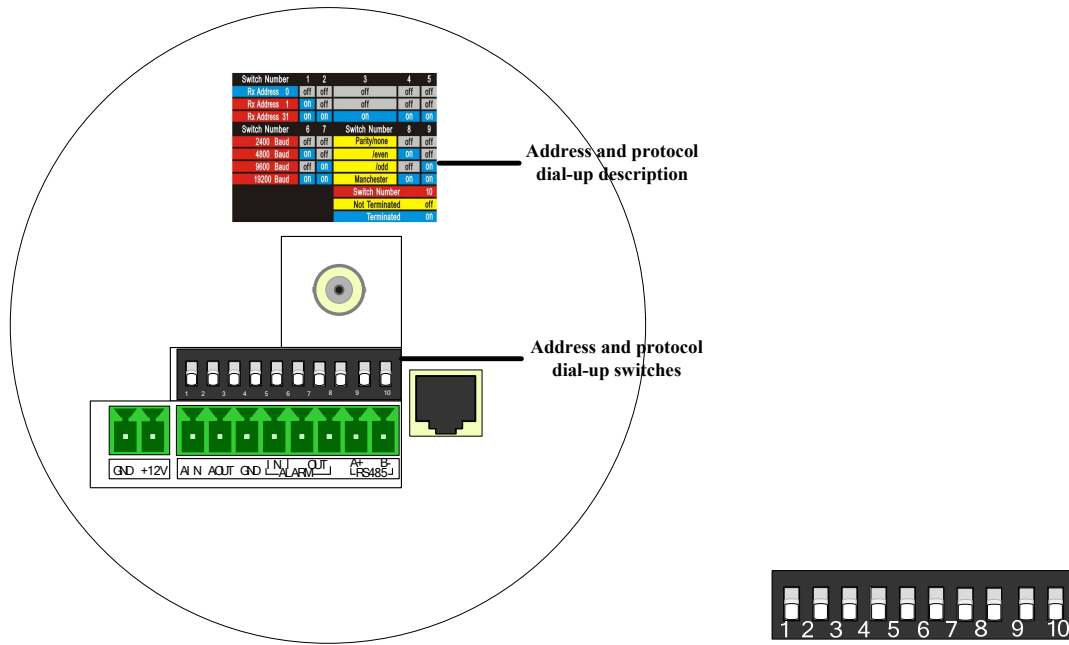 Switch Number 1 2 3 4 5
Rx Address 0 off off off off off
Rx Address 1 on off off off off
Rx Address 31 on on on on on
Switch Number 6 7 Switch Number 8 9
2400 Baud off off Parity/none off off
4800 Baud on off /even on off
9600 Baud off on /odd off on
19200 Baud on on Manchester on on
Switch Number 10
Not Terminated off
Terminated on
Address and protocol
dial-up description
Address and protocol
dial-up switches
1 2 3 4 5 6 7 8 9 10
GND +12V AIN AOUT GND IN OUT A+ B-
ALARM RS485
1 2 3 4 5 6 7 8 9 10